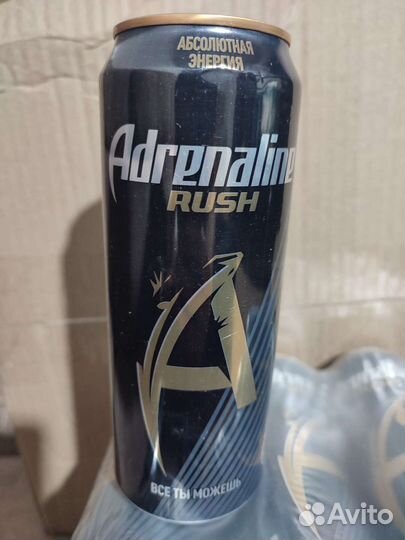 АБСОЛЮТНАЯ
ЭНЕРГИЯ
Adrenaline
RUSH
ВСЕ ТЫ МОЖЕШЬ
Avito